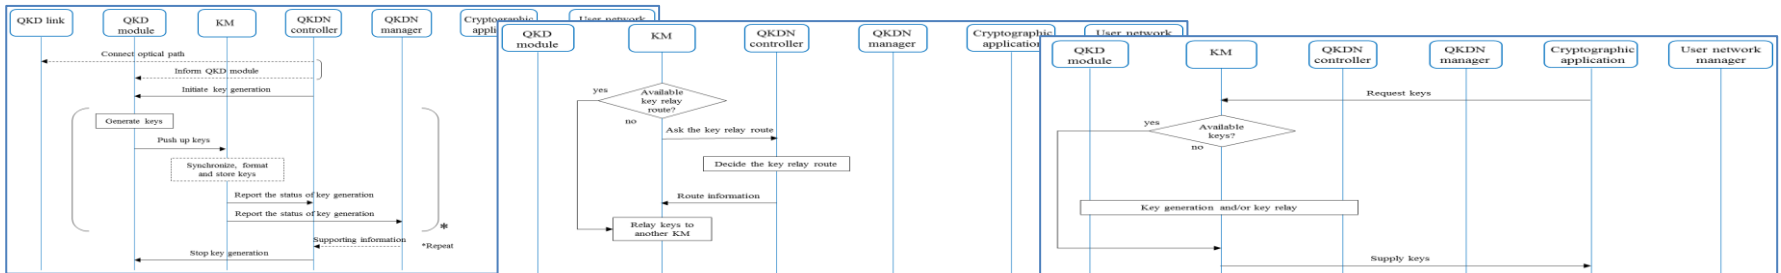 QKD link
QKD
module
KM
QKDN
controller
QKDN
manager
Cryptographic
User network
Connect optical path
Inform QKD module
Initiate key generation
Generate keys
Push up keys
Synchronize, format
and store keys
Report the status of key generation
Report the status of key generation
*
Supporting information
*Repeat
Stop key generation
QKD
module
KM
QKDN
controller
QKDN
manager
Cryptographic
application
User network
Available
key relay
route?
yes
no
Ask the key relay route
Decide the key relay route
Route information
Relay keys to
another KM
QKD
module
KM
QKDN
controller
QKDN
manager
Cryptographic
application
User network
manager
Request keys
yes
Available
keys?
no
Key generation and/or key relay
Supply keys